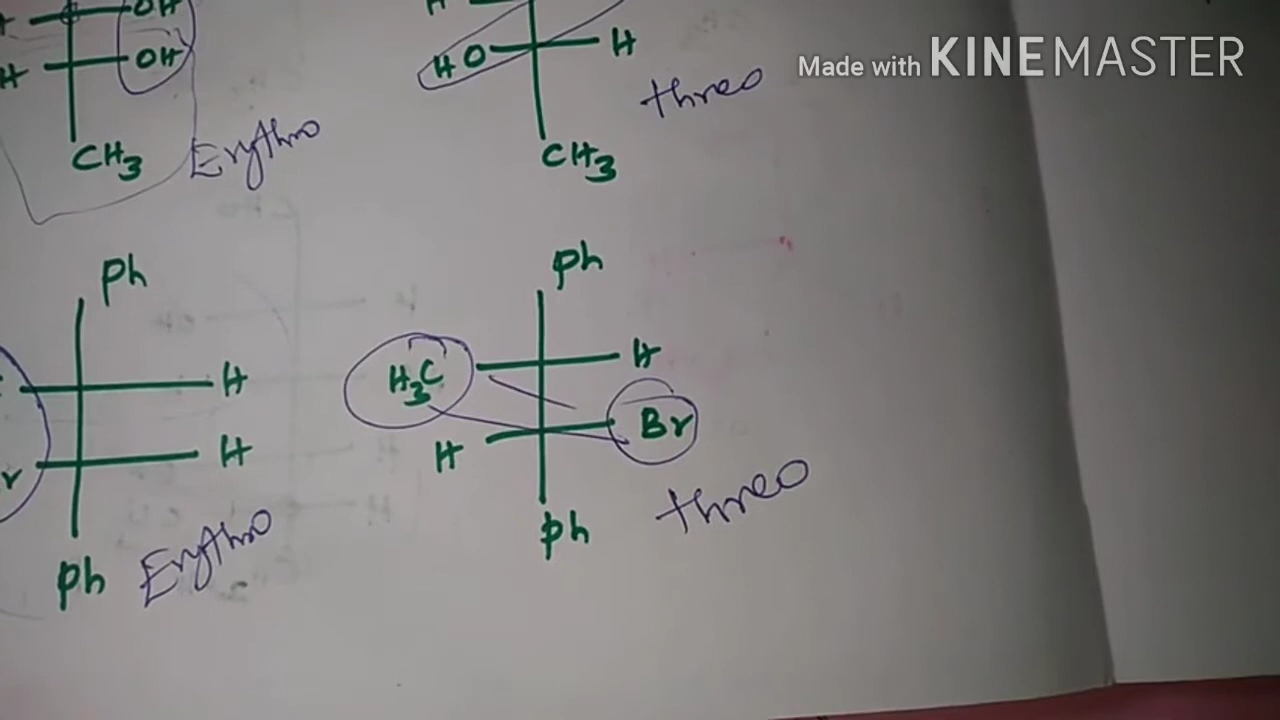 OH
H
H OH
HO H
CH3
Erythro
CH3
threo
Made with KINEMASTER
Ph
H
H
Ph
Erythro
Ph
H3C H
H Br
Ph
threo